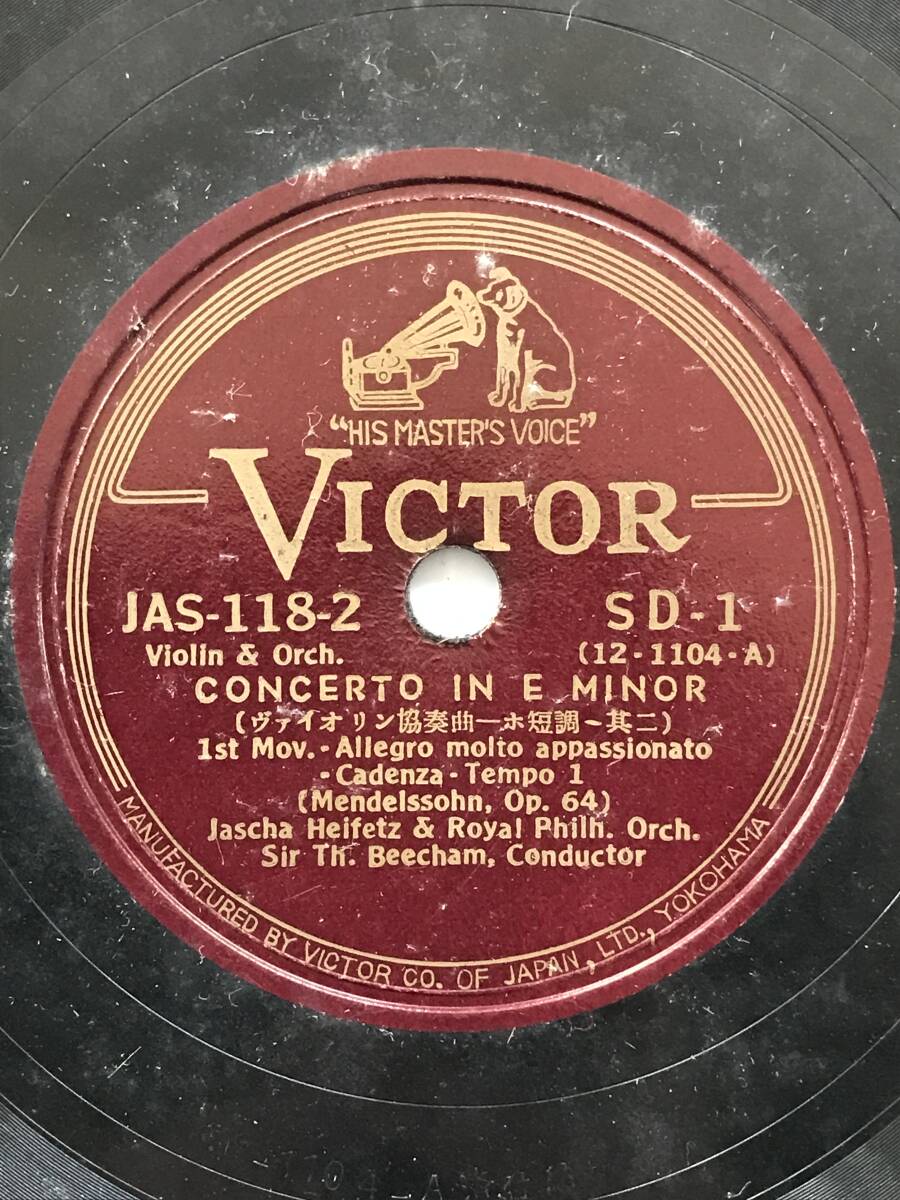 "HIS MASTER'S VOICE"
VICTOR
JAS-118-2 SD-1
Violin & Orch. (12-1104-A)
CONCERTO IN E MINOR
(ヴァイオリン協奏曲—ホ短調~其二)
1st Mov.-Allegro molto appassionato
-Cadenza-Tempo 1
(Mendelssohn, Op. 64)
Jascha Heifetz & Royal Philh. Orch.
Sir Th. Beecham, Conductor
MANUFACTURED BY VICTOR CO. OF JAPAN, LTD., YOKOHAMA